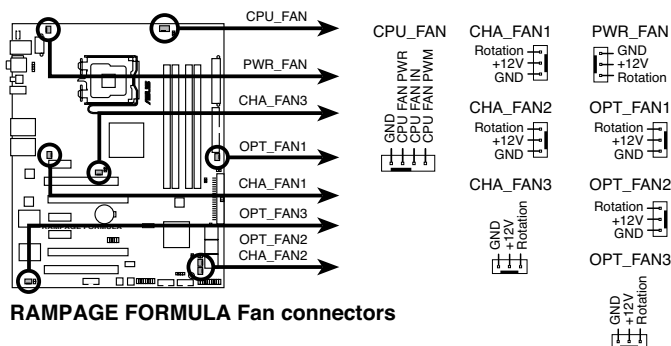 CPU_FAN
PWR_FAN
CHA_FAN3
OPT_FAN1
CHA_FAN1
OPT_FAN3
OPT_FAN2
CHA_FAN2
ASUS
RAMPAGE FORMULA
RAMPAGE FORMULA Fan connectors
CPU_FAN
GND
CPU FAN PWR
CPU FAN IN
CPU FAN PWM
CHA_FAN1
Rotation
+12V
GND
PWR_FAN
GND
+12V
Rotation
CHA_FAN2
Rotation
+12V
GND
OPT_FAN1
Rotation
+12V
GND
CHA_FAN3
GND
+12V
Rotation
OPT_FAN2
Rotation
+12V
GND
OPT_FAN3
GND
+12V
Rotation